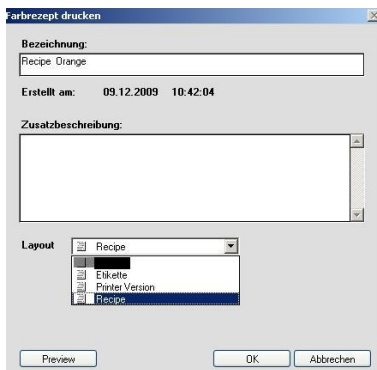 Farbrezept drucken
Bezeichnung:
Recipe Orange
Erstellt am: 09.12.2009 10:42:04
Zusatzbeschreibung:
Layout Recipe
Etikette
Printer Version
Recipe
Preview OK Abbrechen